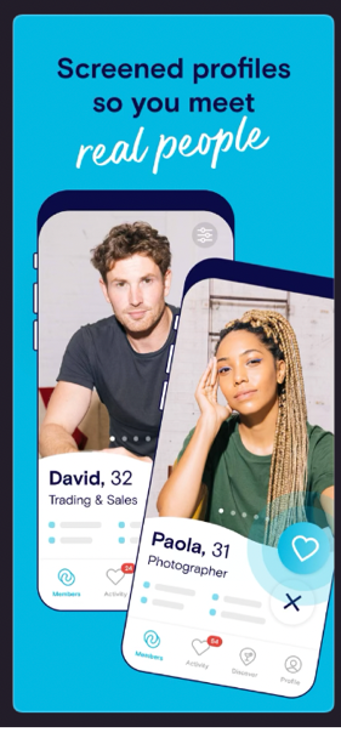 Screened profiles
so you meet
real people
David, 32
Trading & Sales
24
Members
Activity
Paola, 31
Photographer
64
Members
Activity
Discover
Profile